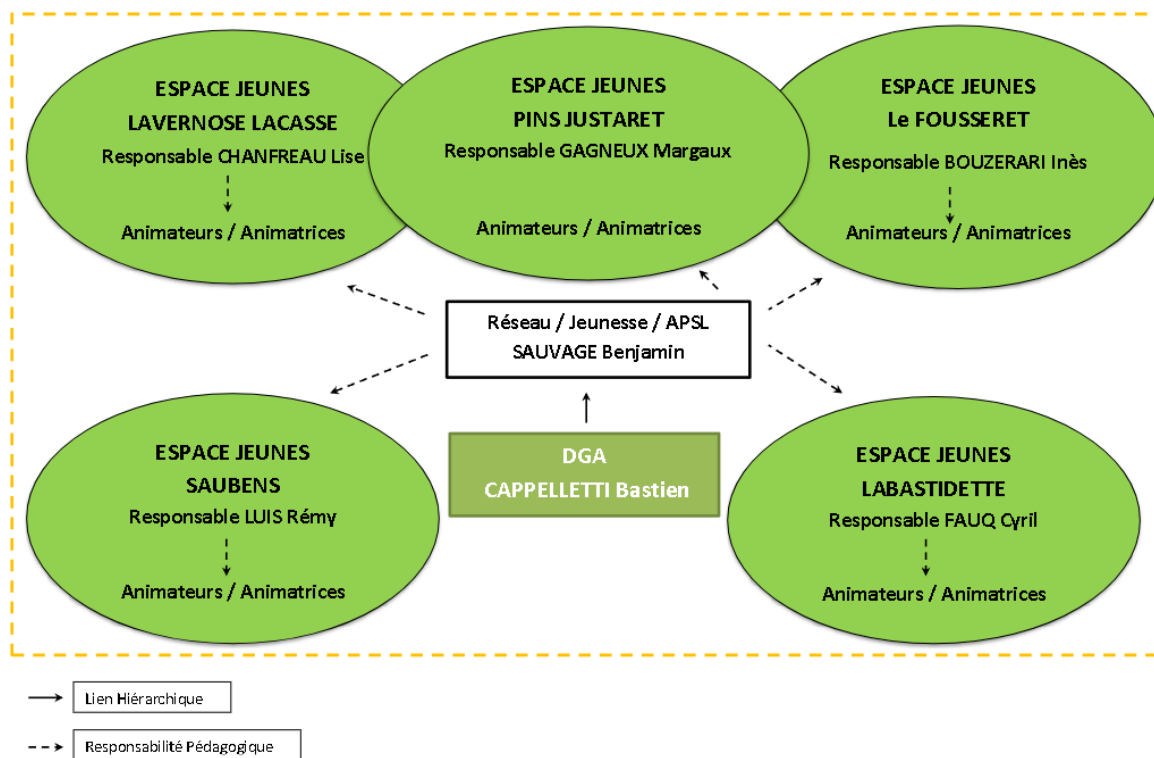 ESPACE JEUNES
LAVERNOSE LACASSE
Responsable CHANFREAU Lise
Animateurs / Animatrices
ESPACE JEUNES
PINS JUSTARET
Responsable GAGNEUX Margaux
Animateurs / Animatrices
ESPACE JEUNES
Le FOUSSERET
Responsable BOUZERARI Inès
Animateurs / Animatrices
Réseau / Jeunesse / APSL
SAUVAGE Benjamin
DGA
CAPPELLETTI Bastien
ESPACE JEUNES
SAUBENS
Responsable LUIS Rémy
Animateurs / Animatrices
ESPACE JEUNES
LABASTIDETTE
Responsable FAUQ Cyril
Animateurs / Animatrices
Lien Hiérarchique
Responsabilité Pédagogique